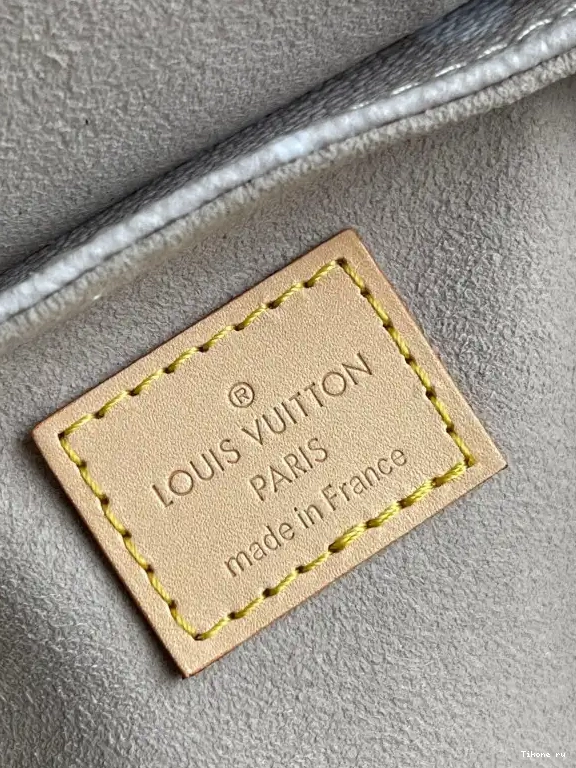 ®
LOUIS VUITTON
PARIS
made in France
Tikone ru